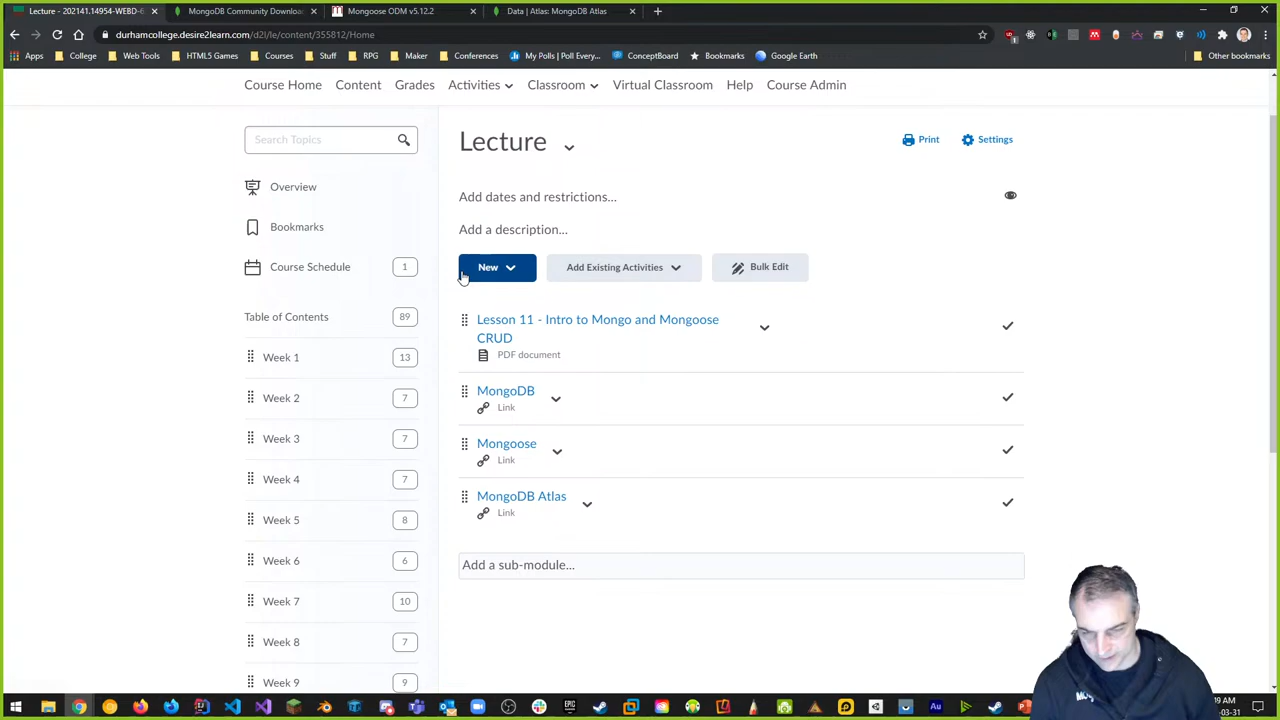 Lecture - 202141.14954-WEBD-6
MongoDB Community Downloa
Mongoose ODM v5.12.2
Data | Atlas: MongoDB Atlas
durhamcollege.desire2learn.com/d2l/le/content/355812/Home
Apps
College
Web Tools
HTML5 Games
Courses
Stuff
RPG
Maker
Conferences
My Polls | Poll Every...
ConceptBoard
Bookmarks
Google Earth
Other bookmarks
Course Home
Content
Grades
Activities
Classroom
Virtual Classroom
Help
Course Admin
Search Topics
Overview
Bookmarks
Course Schedule
1
Table of Contents
89
Week 1
13
Week 2
7
Week 3
7
Week 4
7
Week 5
8
Week 6
6
Week 7
10
Week 8
7
Week 9
9
Lecture
Print
Settings
Add dates and restrictions...
Add a description...
New
Add Existing Activities
Bulk Edit
Lesson 11 - Intro to Mongo and Mongoose
CRUD
PDF document
MongoDB
Link
Mongoose
Link
MongoDB Atlas
Link
Add a sub-module...